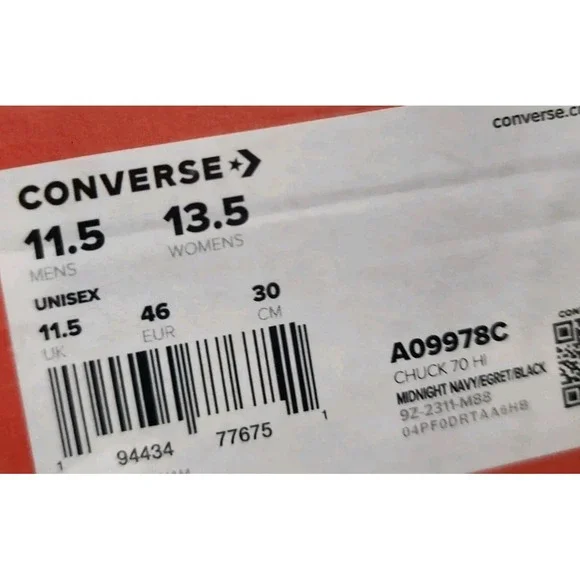 converse.c
CONVERSE
11.5 13.5
MENS WOMENS
UNISEX
11.5 46 30
UK EUR CM
A09978C
CHUCK 70 HI
MIDNIGHT NAVY/EGRET/BLACK
9Z-2311-M88
04PF0DRTAA6HB
CON
1 94434 77675 1